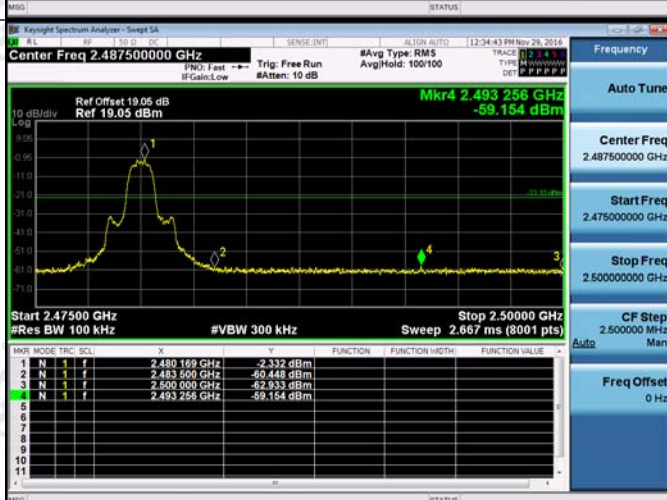 MSG STATUS
Keysight Spectrum Analyzer - Swept SA
RL RF 50 Ω DC SENSE:INT ALIGN AUTO 12:34:43 PM Nov 29, 2016
Center Freq 2.487500000 GHz
PNO: Fast
IFGain:Low
Trig: Free Run
#Atten: 10 dB
#Avg Type: RMS
Avg|Hold: 100/100
TRACE 1 2 3 4 5 6
TYPE M W W W W W
DET P P P P P P
Frequency
Auto Tune
Center Freq
2.487500000 GHz
Start Freq
2.475000000 GHz
Stop Freq
2.500000000 GHz
CF Step
2.500000 MHz
Auto Man
Freq Offset
0 Hz
Mkr4 2.493 256 GHz
-59.154 dBm
Ref Offset 19.05 dB
10 dB/div Ref 19.05 dBm
Log
9.05
-0.95
-11.0
-21.0
-31.0
-41.0
-51.0
-61.0
-71.0
1
2
4
3
Start 2.47500 GHz Stop 2.50000 GHz
#Res BW 100 kHz #VBW 300 kHz Sweep 2.667 ms (8001 pts)
MKR MODE TRC SCL X Y FUNCTION FUNCTION WIDTH FUNCTION VALUE
1 N 1 f 2.480 169 GHz -2.332 dBm
2 N 1 f 2.483 500 GHz -60.448 dBm
3 N 1 f 2.500 000 GHz -62.933 dBm
4 N 1 f 2.493 256 GHz -59.154 dBm
5
6
7
8
9
10
11
MSG STATUS